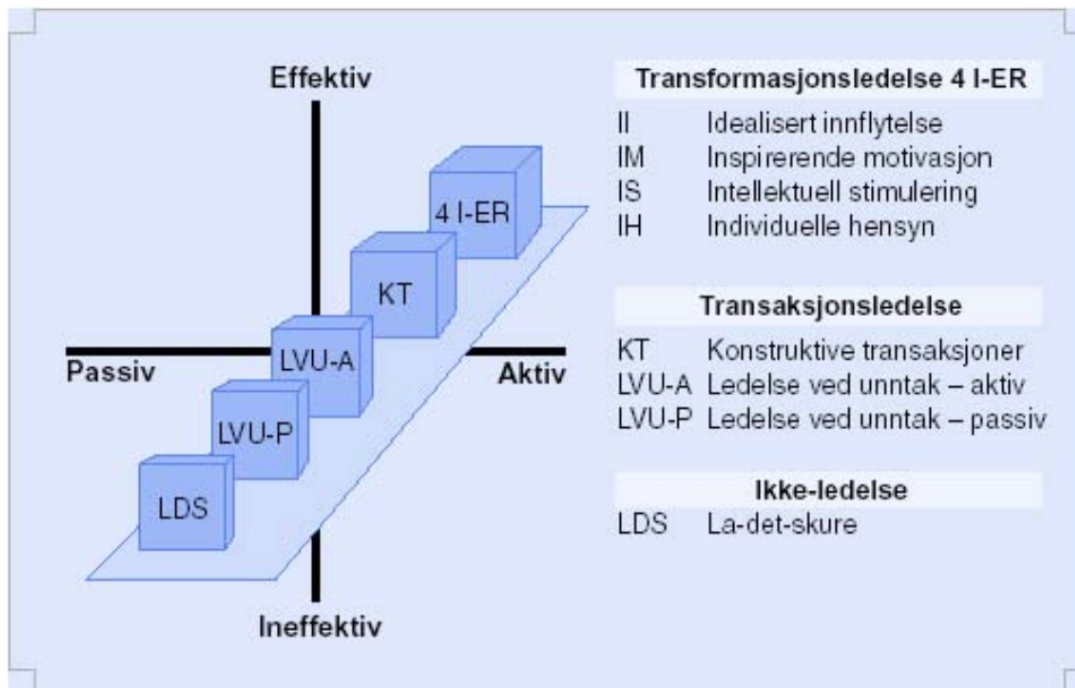 Effektiv
4 I-ER
KT
LVU-A
Passiv
Aktiv
LVU-P
LDS
Ineffektiv
Transformasjonsledelse 4 I-ER
II Idealisert innflytelse
IM Inspirerende motivasjon
IS Intellektuell stimulering
IH Individuelle hensyn
Transaksjonsledelse
KT Konstruktive transaksjoner
LVU-A Ledelse ved unntak – aktiv
LVU-P Ledelse ved unntak – passiv
Ikke-ledelse
LDS La-det-skure